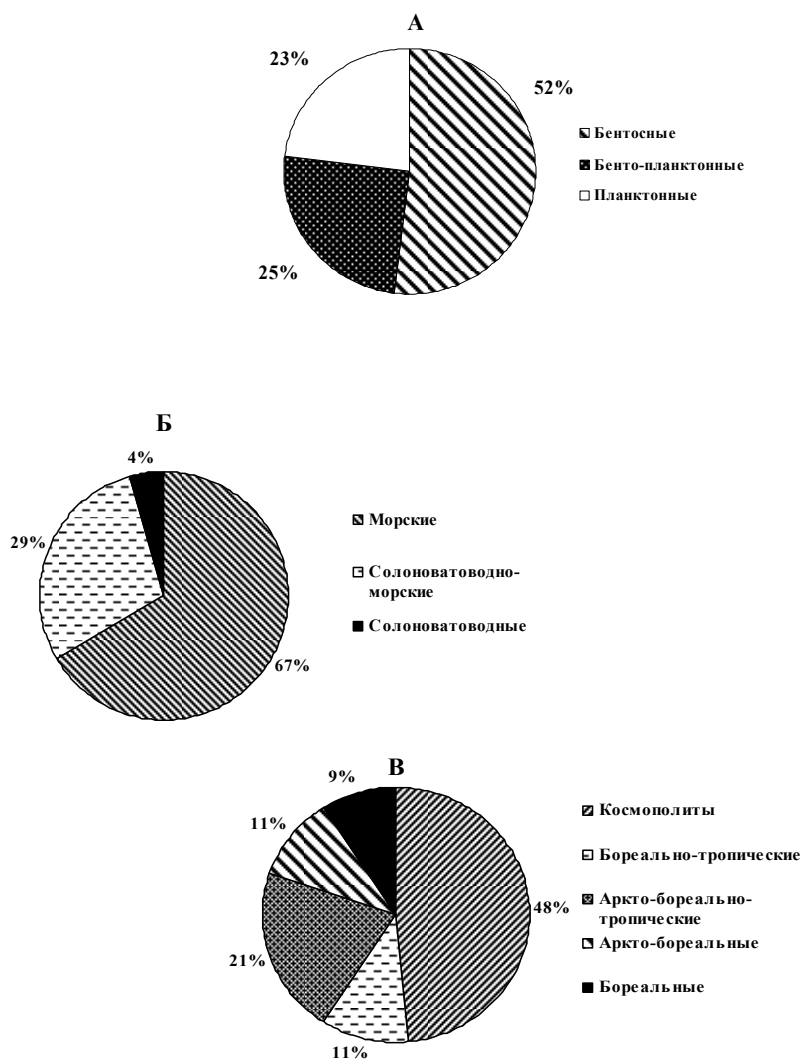 А
23%
52%
Бентосные
Бенто-планктонные
Планктонные
25%
Б
4%
29%
Морские
Солоноватоводно-
морские
Солоноватоводные
67%
В
9%
11%
Космополиты
Бореально-тропические
48%
Аркто-бореально-
тропические
Аркто-бореальные
21%
Бореальные
11%